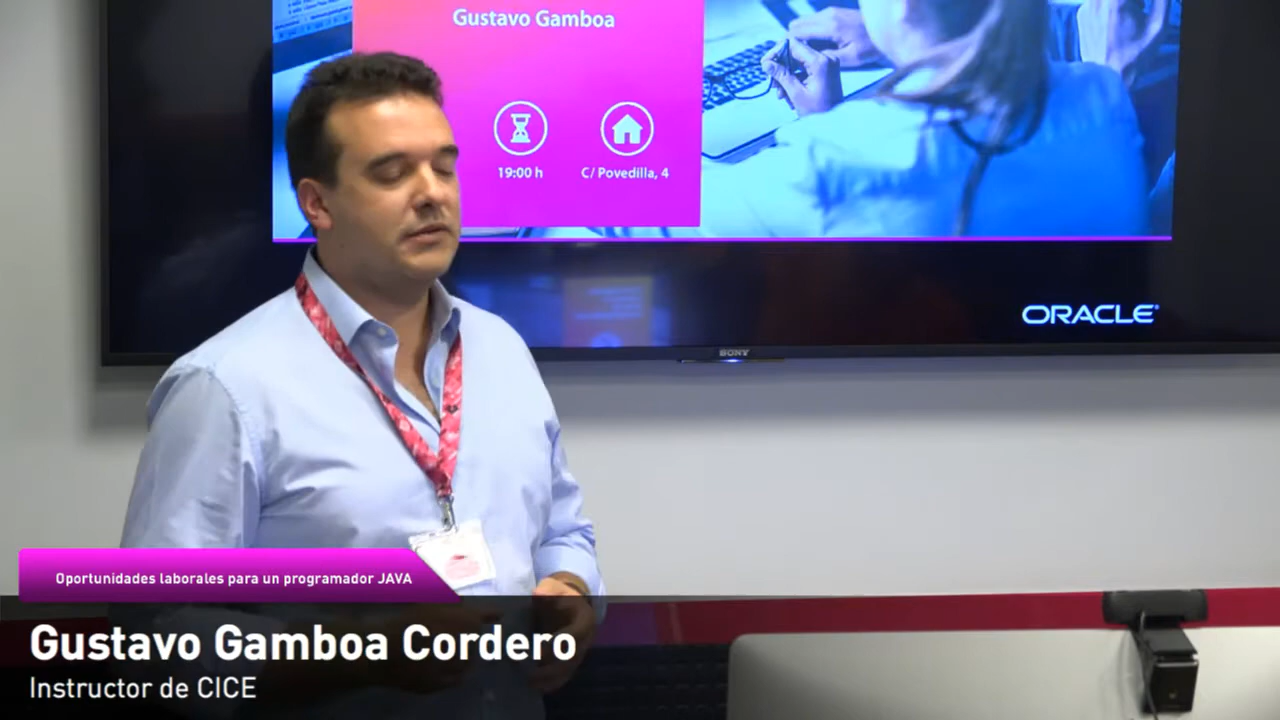 Gustavo Gamboa
19:00 h
C/ Povedilla, 4
ORACLE
SONY
Oportunidades laborales para un programador JAVA
Gustavo Gamboa Cordero
Instructor de CICE